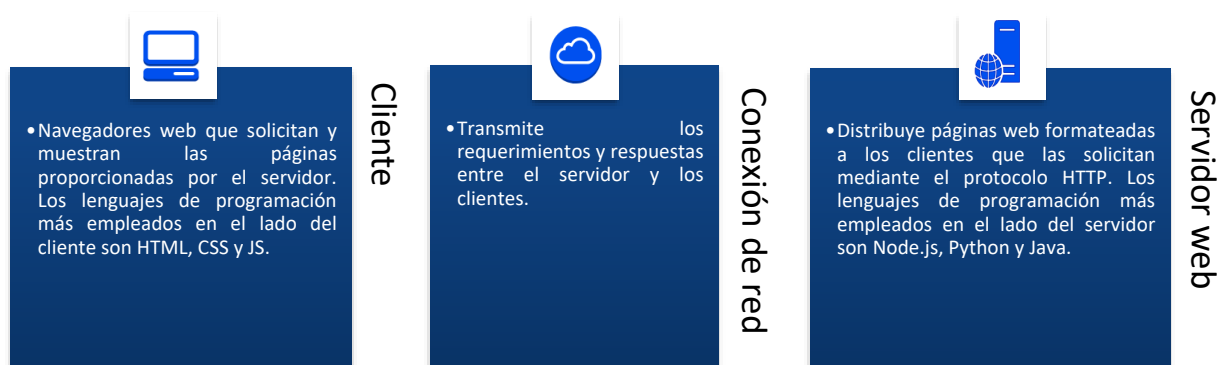 •Navegadores web que solicitan y
muestran las páginas
proporcionadas por el servidor.
Los lenguajes de programación
más empleados en el lado del
cliente son HTML, CSS y JS.
Cliente
•Transmite los
requerimientos y respuestas
entre el servidor y los
clientes.
Conexión de red
•Distribuye páginas web formateadas
a los clientes que las solicitan
mediante el protocolo HTTP. Los
lenguajes de programación más
empleados en el lado del servidor
son Node.js, Python y Java.
Servidor web